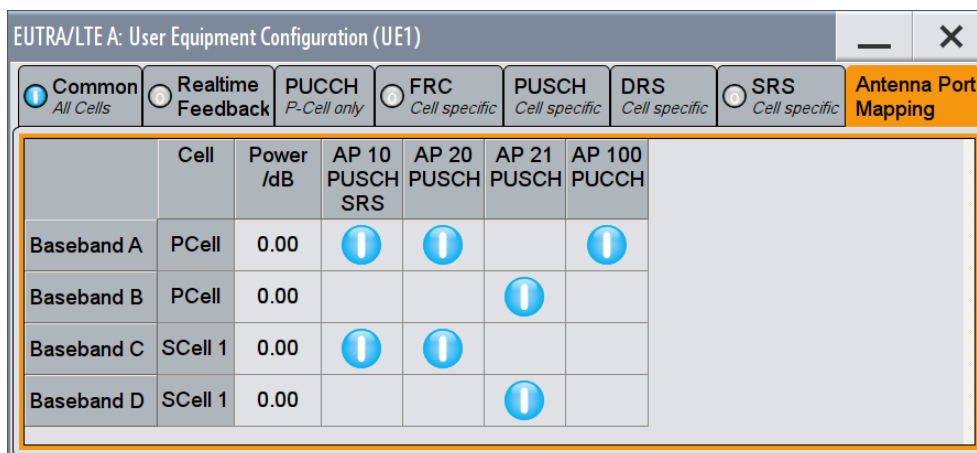 EUTRA/LTE A: User Equipment Configuration (UE1)
Common
All Cells
Realtime
Feedback
PUCCH
P-Cell only
FRC
Cell specific
PUSCH
Cell specific
DRS
Cell specific
SRS
Cell specific
Antenna Port
Mapping
Cell
Power
/dB
AP 10
PUSCH
SRS
AP 20
PUSCH
AP 21
PUSCH
AP 100
PUCCH
Baseband A PCell 0.00
Baseband B PCell 0.00
Baseband C SCell 1 0.00
Baseband D SCell 1 0.00